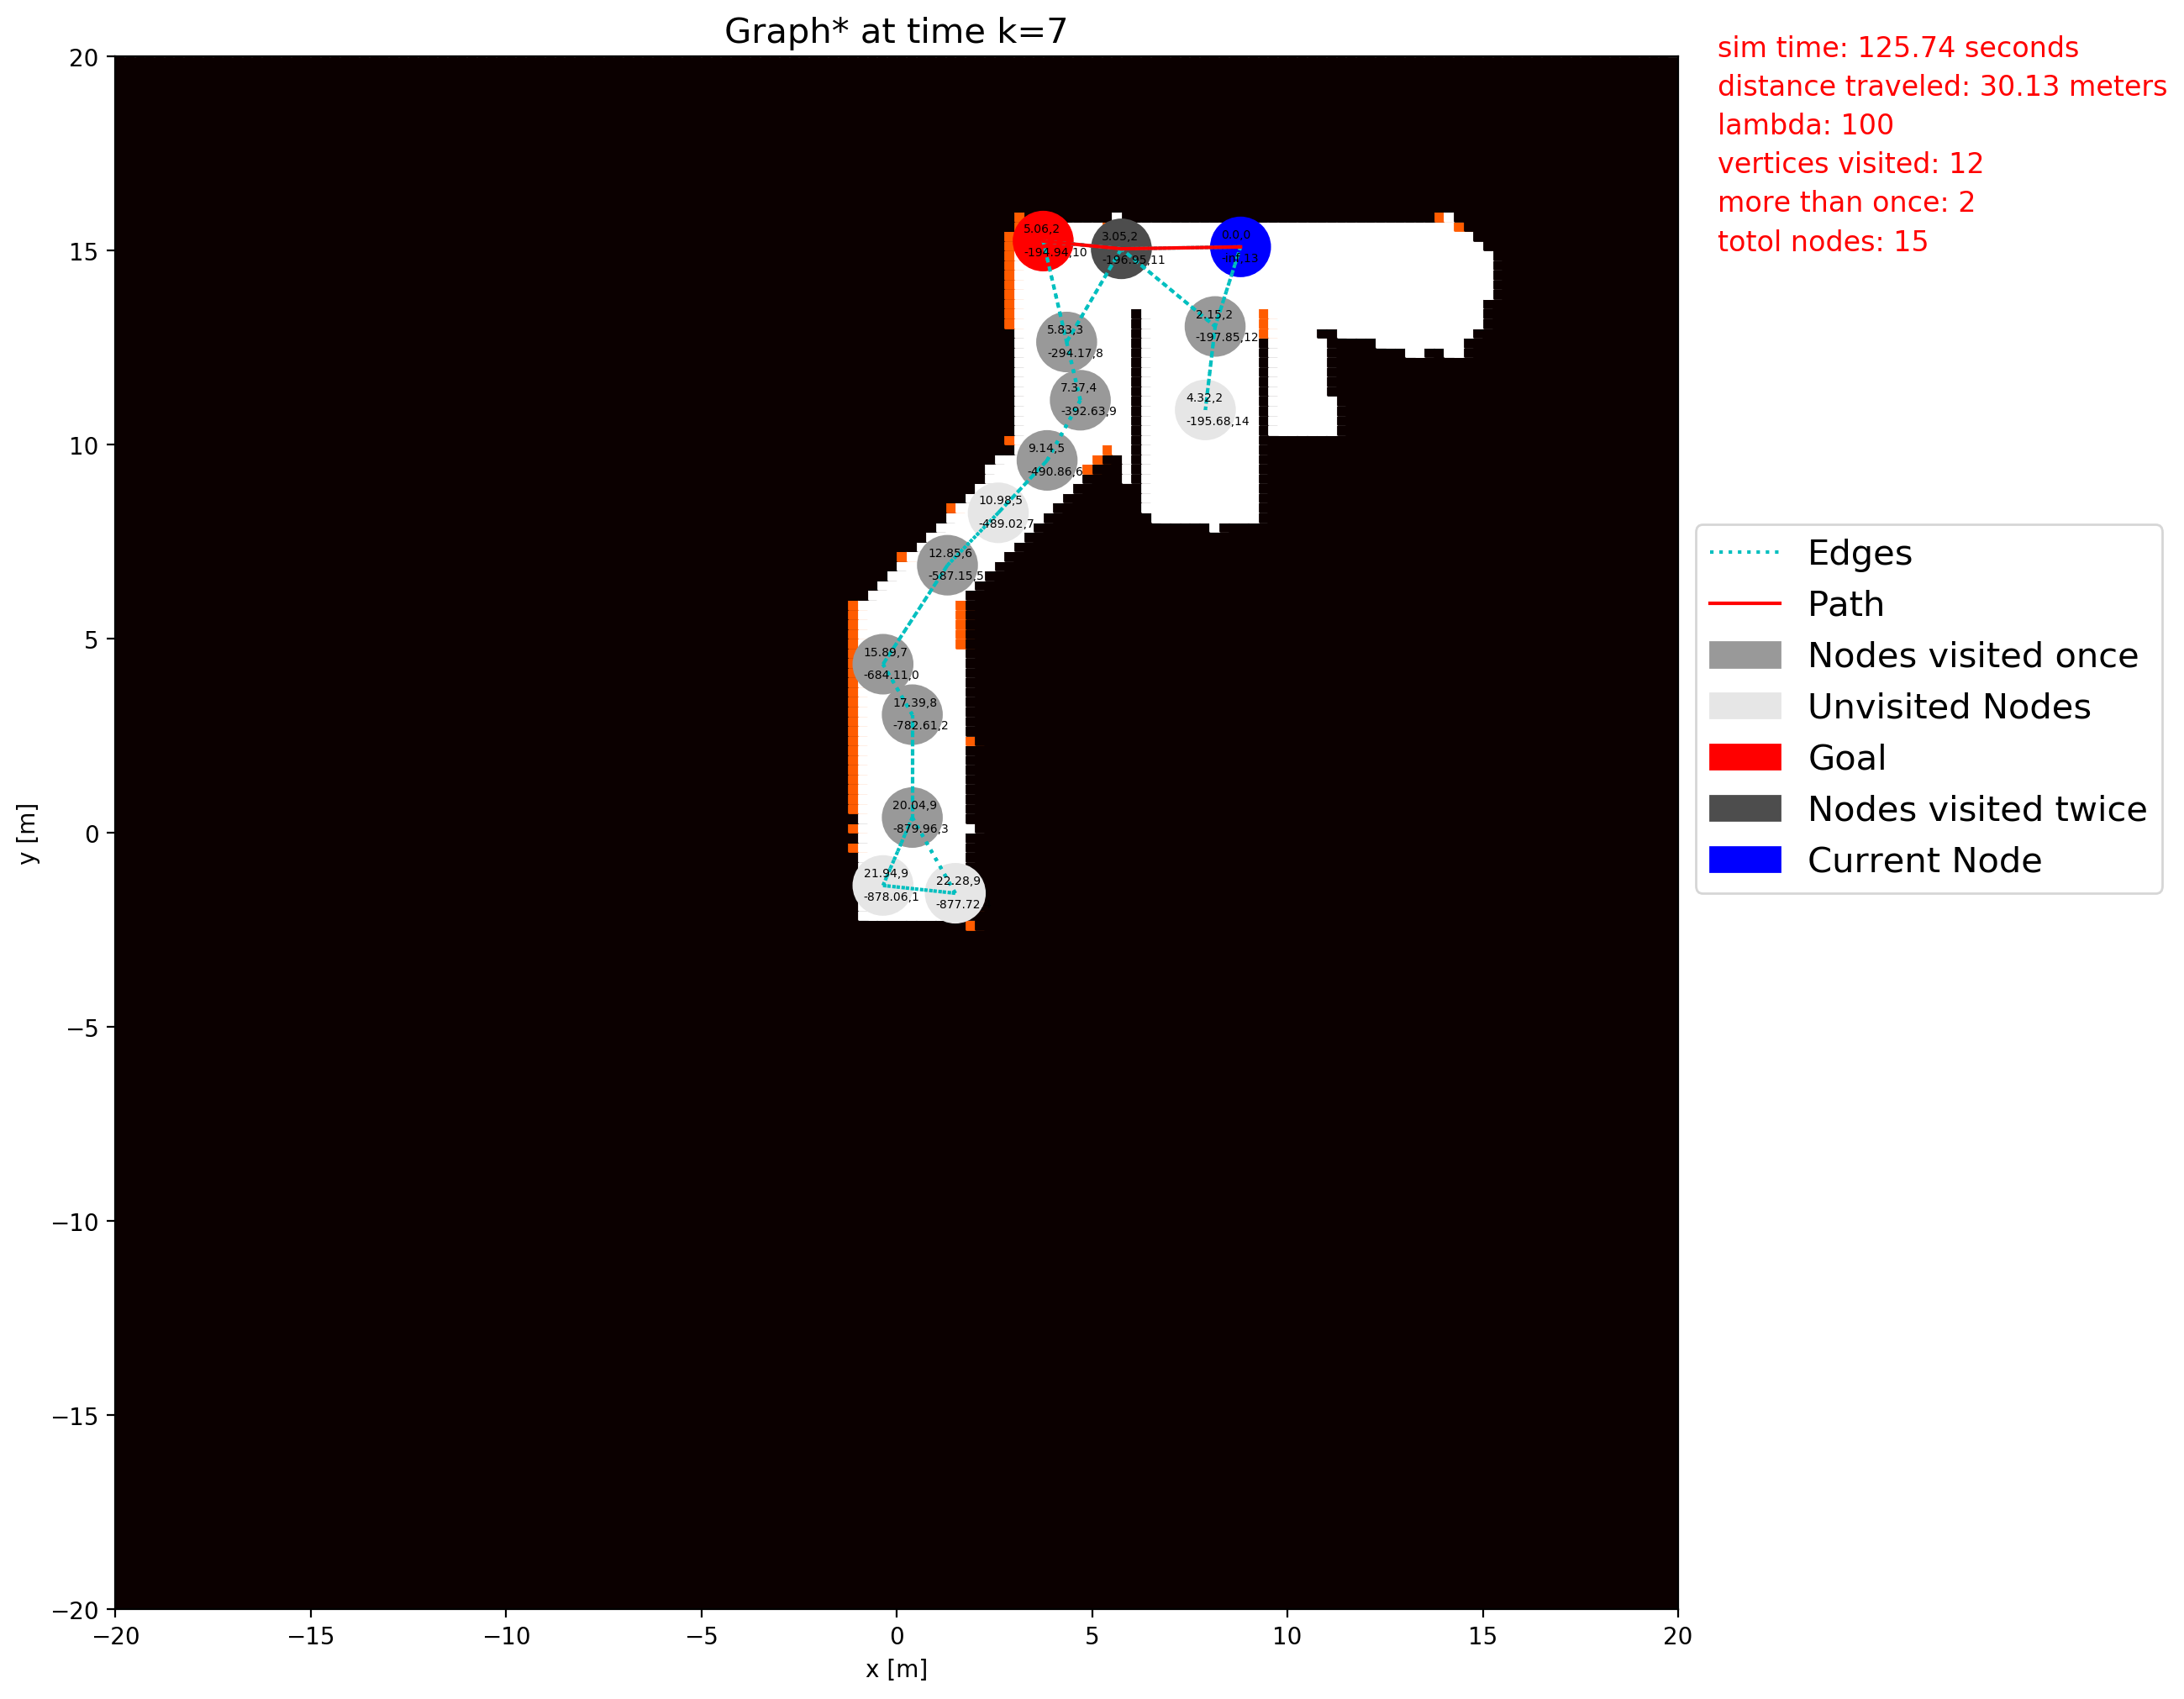 Graph* at time k=7
sim time: 125.74 seconds
distance traveled: 30.13 meters
lambda: 100
vertices visited: 12
more than once: 2
totol nodes: 15
20
15
10
5
0
−5
−10
−15
−20
y [m]
5.06,2
-194.94,10
3.05,2
-196.95,11
0.0,0
2.15,2
-197.85,12
5.83,3
-294.17,8
4.32,2
-195.68,14
7.37,4
-392.63,9
9.14,5
-490.86,6
10.98,5
-489.02,7
12.85,6
-587.15,5
15.89,7
-684.11,0
17.39,8
-782.61,2
20.04,9
-879.96,3
21.94,9
-878.06,1
22.28,9
-877.72
Edges
Path
Nodes visited once
Unvisited Nodes
Goal
Nodes visited twice
Current Node
−20
−15
−10
−5
0
5
10
15
20
x [m]